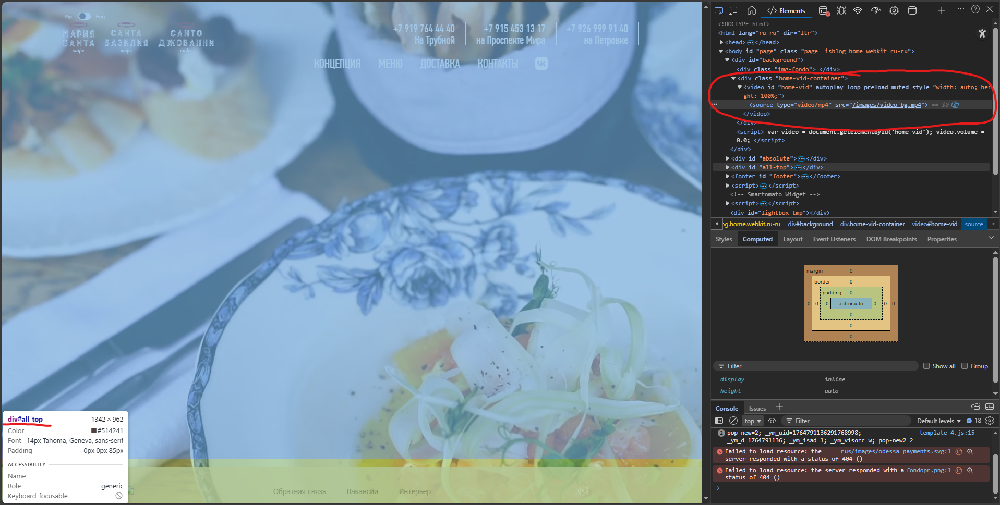 Рус Eng
МАРИЯ САНТА кафе
САНТА БАЗИЛИЯ кафе
САНТО ДЖОВАННИ кафе
+7 919 764 44 40
На Трубной
+7 915 453 13 17
на Проспекте Мира
+7 926 999 91 40
на Петровке
КОНЦЕПЦИЯ МЕНЮ ДОСТАВКА КОНТАКТЫ
div#all-top 1342 × 962
Color #514241
Font 14px Tahoma, Geneva, sans-serif
Padding 0px 0px 85px
ACCESSIBILITY
Name
Role generic
Keyboard-focusable
Обратная связь Вакансии Интерьер
Elements
<!DOCTYPE html>
<html lang="ru-ru" dir="ltr">
<head>…</head>
<body id="page" class="page  isblog home webkit ru-ru">
<div id="background">
<div class="img-fondo"> </div>
<div class="home-vid-container">
<video id="home-vid" autoplay loop preload muted style="width: auto; hei
ght: 100%;">
<source type="video/mp4" src="/images/video_bg.mp4"> == $0
</video>
</div>
<script> var video = document.getElementById('home-vid'); video.volume =
0.0; </script>
</div>
<div id="absolute">…</div>
<div id="all-top">…</div>
<footer id="footer">…</footer>
<script>…</script>
<!-- Smartomato Widget -->
<script>…</script>
<div id="lightbox-tmp"></div>
og.home.webkit.ru-ru div#background div.home-vid-container video#home-vid source
Styles Computed Layout Event Listeners DOM Breakpoints Properties
margin 0
border 0
padding 0
0 0 0 auto×auto 0 0 0
0
0
0
Filter Show all Group
display inline
height auto
Console Issues
top Filter Default levels 18
2 pop-new=2; _ym_uid=1764791136291768998; template-4.js:15
_ym_d=1764791136; _ym_isad=1; _ym_visorc=w; pop-new2=2
Failed to load resource: the rus/images/odessa_payments.svg:1
server responded with a status of 404 ()
Failed to load resource: the server responded with a fondopr.png:1
status of 404 ()